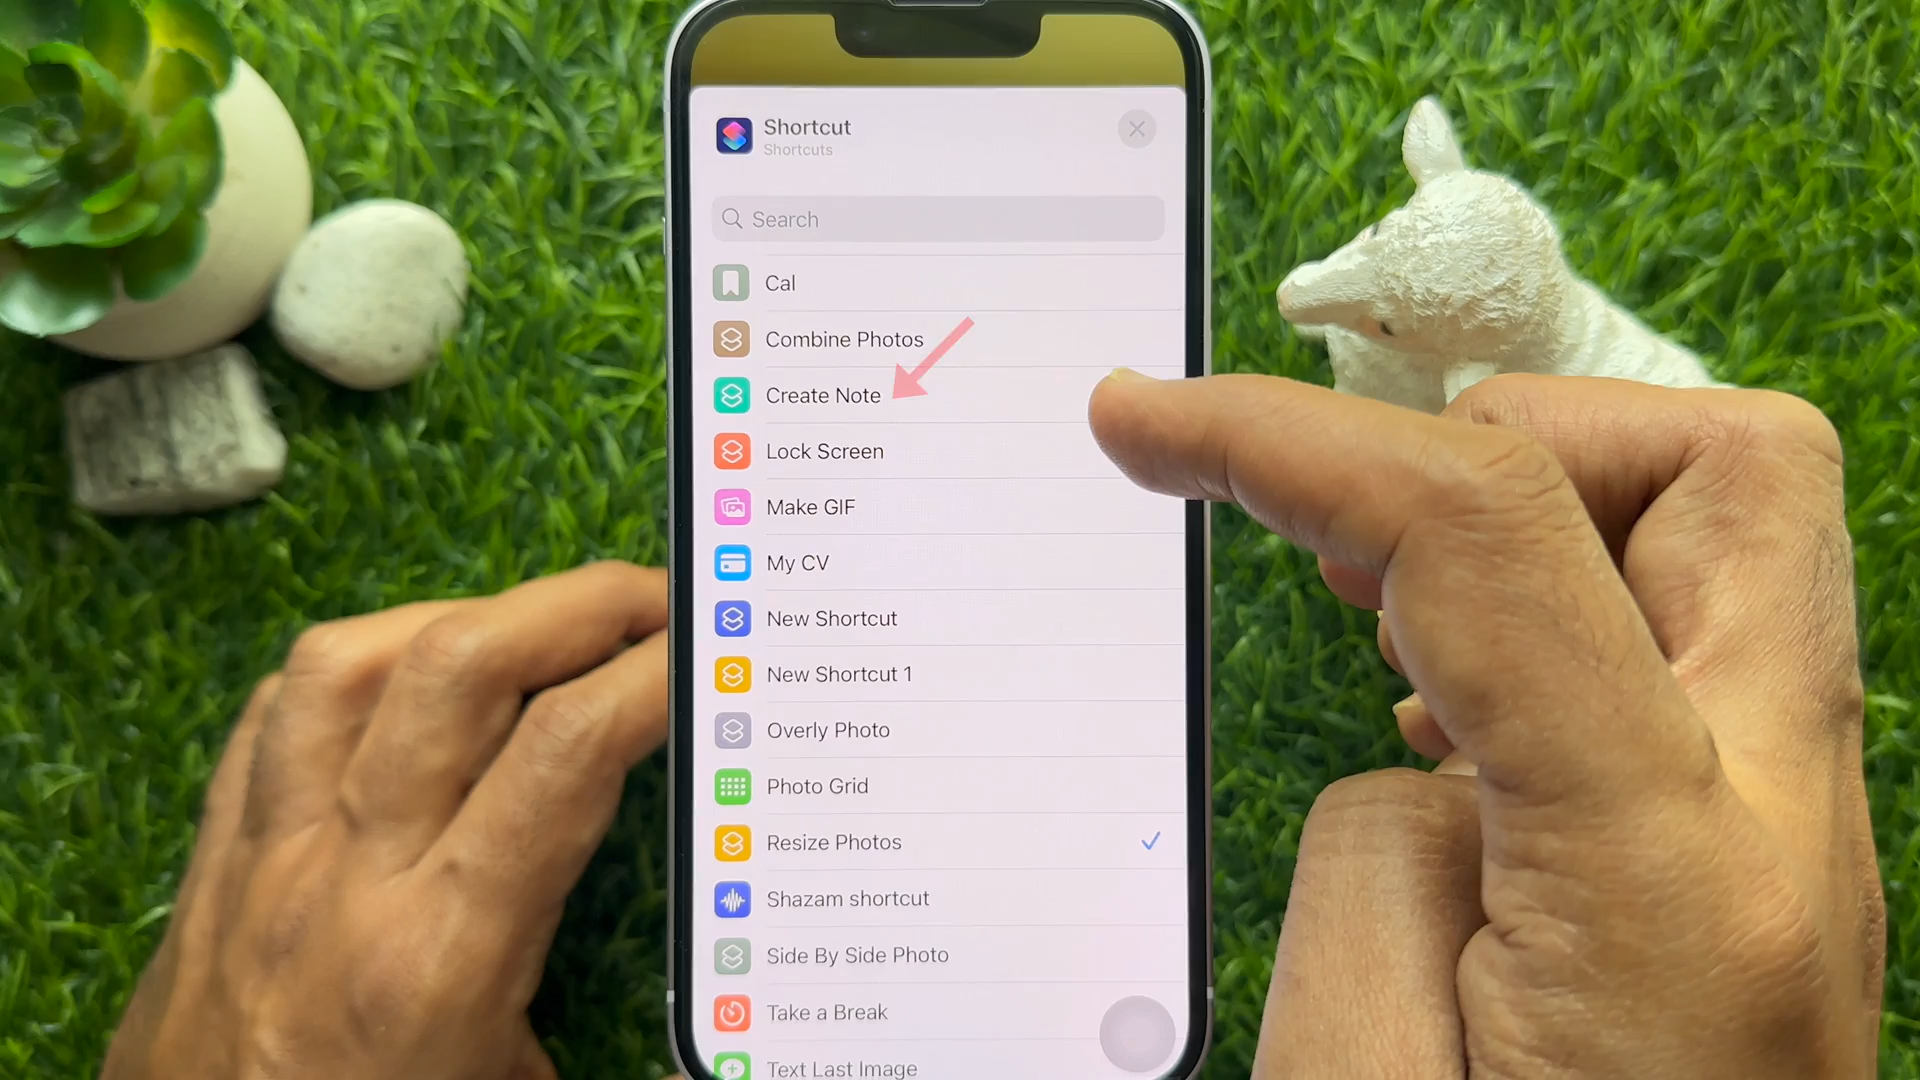 Shortcut
Shortcuts
Search
Cal
Combine Photos
Create Note
Lock Screen
Make GIF
My CV
New Shortcut
New Shortcut 1
Overly Photo
Photo Grid
Resize Photos
Shazam shortcut
Side By Side Photo
Take a Break
Text Last Image